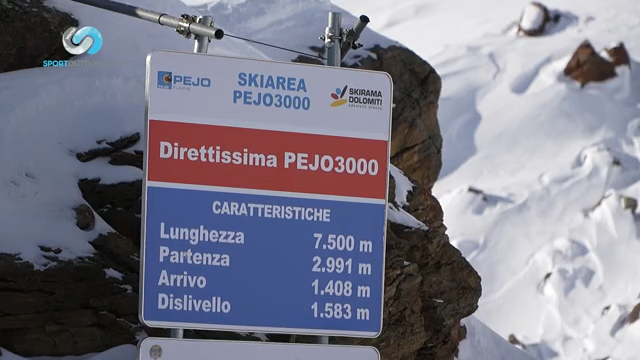 SPORTOUTDOOR
PEJO
SKIAREA
PEJO3000
SKIRAMA
DOLOMITI
Direttissima PEJO3000
CARATTERISTICHE
Lunghezza 7.500 m
Partenza 2.991 m
Arrivo 1.408 m
Dislivello 1.583 m